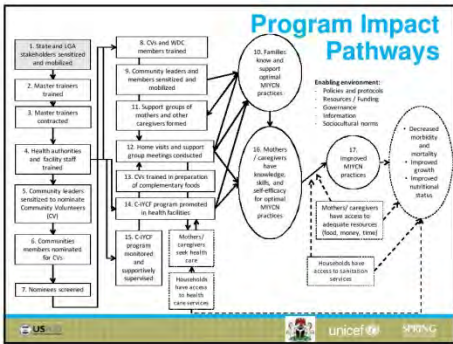 Program Impact
Pathways
1. State and LGA
stakeholders sensitized
and mobilized
2. Master trainers
trained
3. Master trainers
contracted
4. Health authorities
and facility staff trained
5. Community leaders
sensitized to nominate
Community Volunteers
(CV)
6. Communities
members nominated
for CVs
7. Nominees screened
8. CVs and WDC
members trained
9. Community leaders
and members sensitized and
mobilized
11. Support groups of
mothers and other
caregivers formed
12. Home visits and support
group meetings conducted
13. CVs trained in preparation
of complementary foods
14. C-IYCF program promoted
in health facilities
15. C-IYCF
program
monitored
and
supportively
supervised
Mothers/
caregivers
seek health
care
Households
have access
to health
care services
10. Families
know and
support
optimal
MIYCN
practices
16. Mothers
/ caregivers
have
knowledge,
skills, and
self-efficacy
for optimal
MIYCN
practices
Enabling environment:
- Policies and protocols
- Resources / Funding
- Governance
- Information
- Sociocultural norms
17.
Improved
MIYCN
practices
Mothers/ caregivers
have access to
adequate resources
(food, money, time)
Households have
access to sanitation
services
• Decreased
morbidity
and
mortality
• Improved
growth
• Improved
nutritional
status
unicef
SPRING